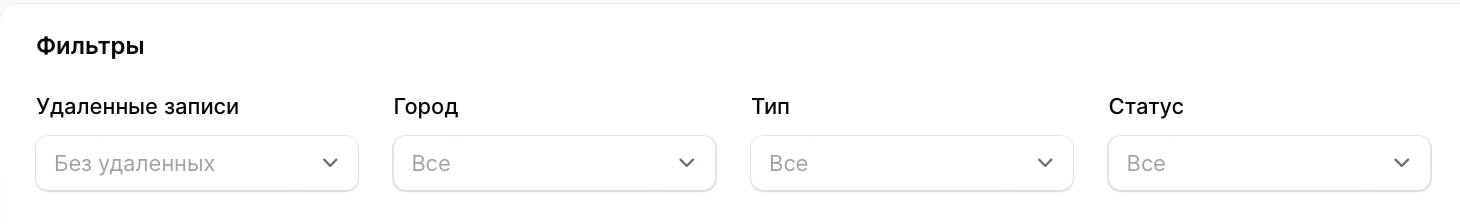 Фильтры
Удаленные записи
Город
Тип
Статус
Без удаленных
Все
Все
Все